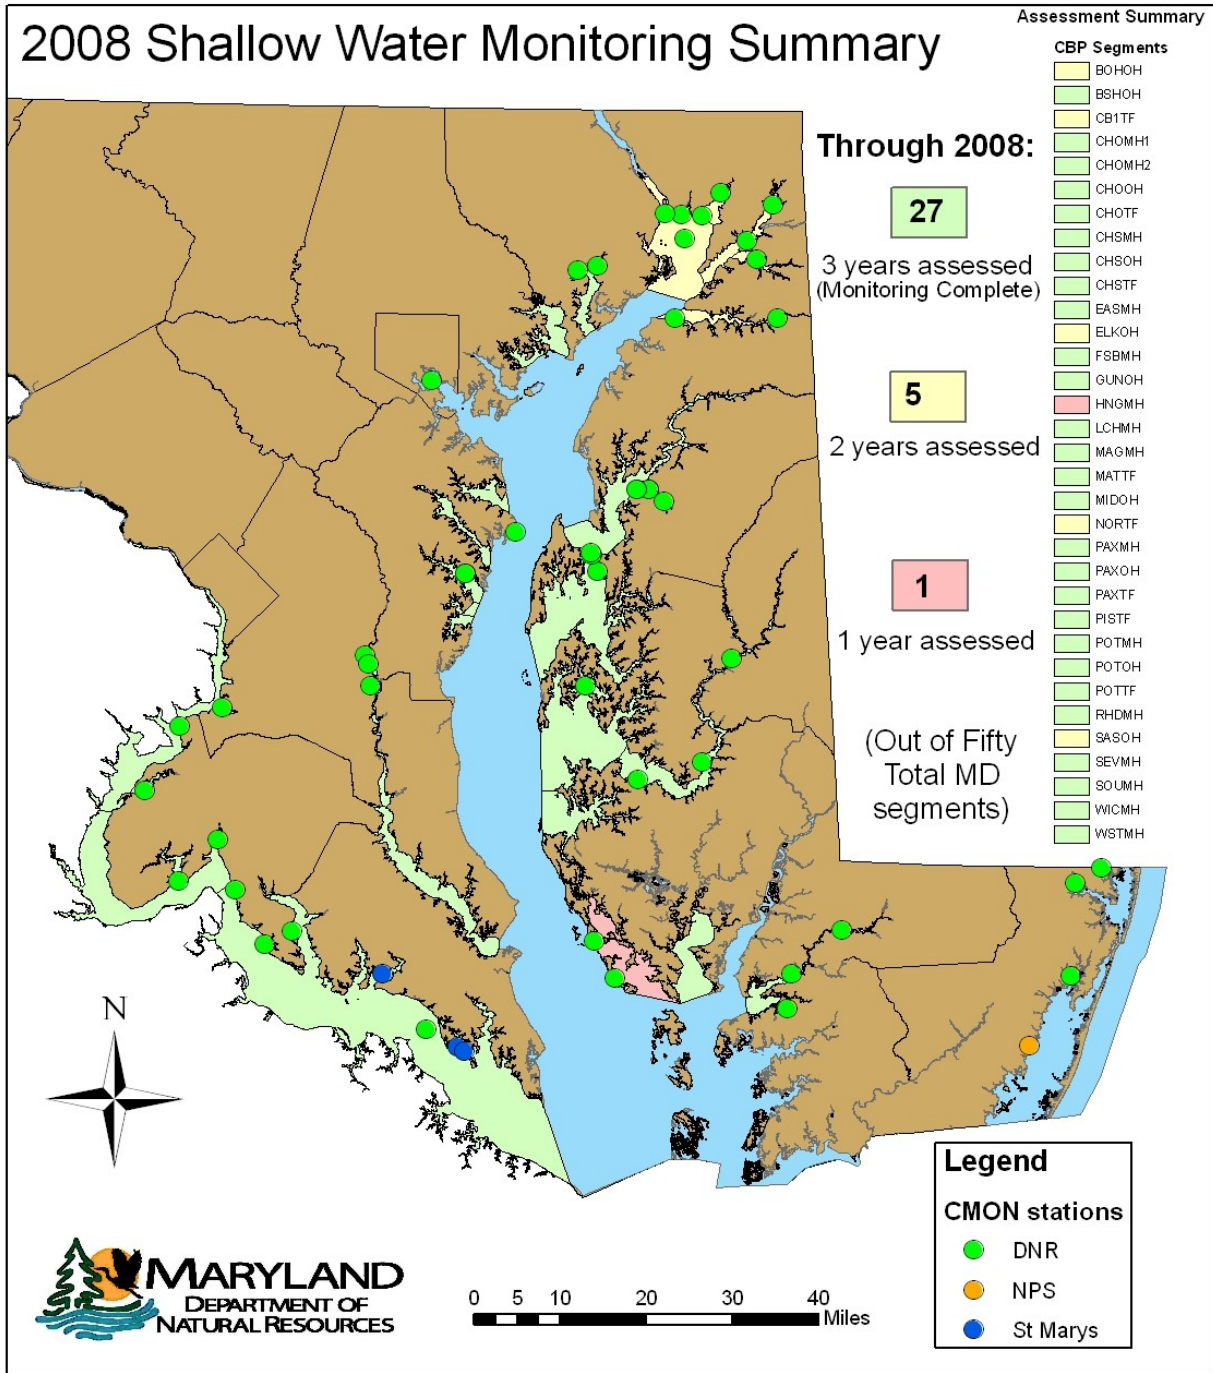 Assessment Summary
2008 Shallow Water Monitoring Summary
CBP Segments
BOHOH
BSHOH
CB1TF
CHOMH1
CHOMH2
CHOOH
CHOTF
CHSMH
CHSOH
CHSTF
EASMH
ELKOH
FSBMH
GUNOH
HNGMH
LCHMH
MAGMH
MATTF
MIDOH
NORTF
PAXMH
PAXOH
PAXTF
PISTF
POTMH
POTOH
POTTF
RHDMH
SASOH
SEVMH
SOUMH
WICMH
WSTMH
Through 2008:
27
3 years assessed
(Monitoring Complete)
5
2 years assessed
1
1 year assessed
(Out of Fifty
Total MD
segments)
N
Legend
CMON stations
DNR
NPS
St Marys
MARYLAND
DEPARTMENT OF
NATURAL RESOURCES
0 5 10 20 30 40
Miles